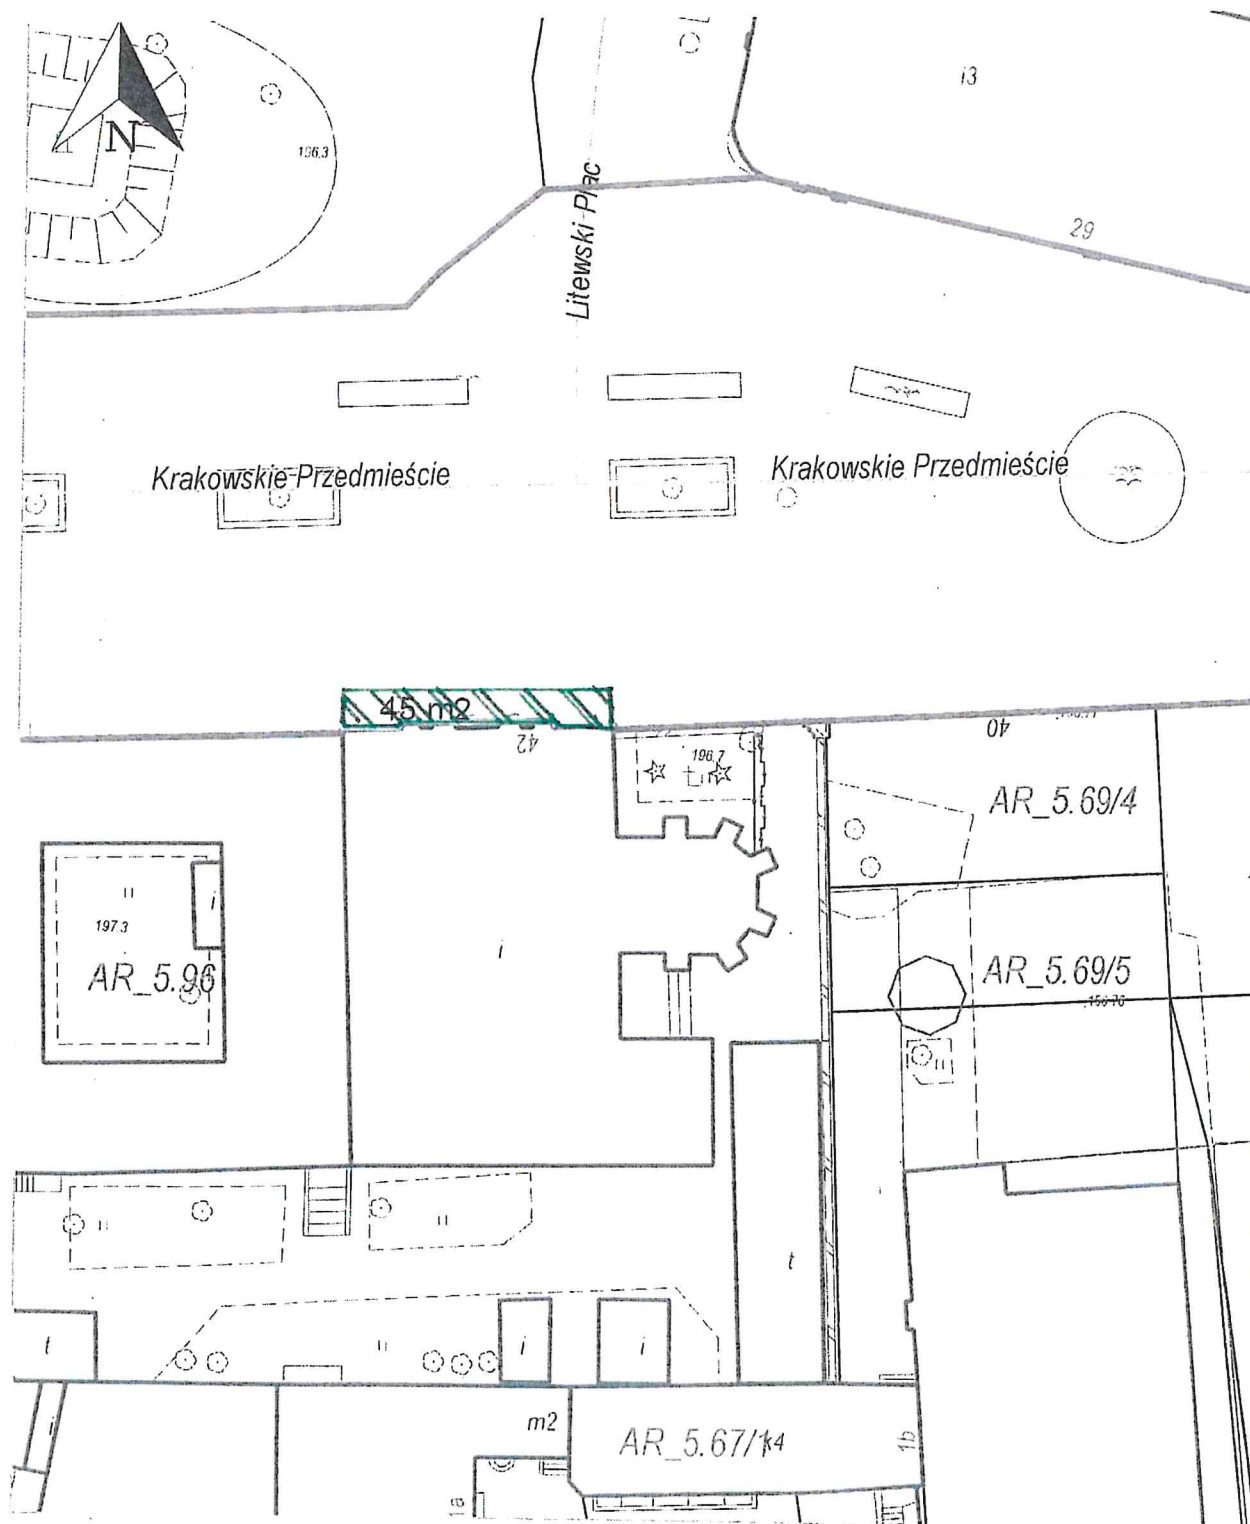 i3
N
196.3
Litewski Plac
29
Krakowskie Przedmieście
Krakowskie Przedmieście
45 m2
42
40
196.7
AR_5.69/4
i
197.3
AR_5.96
i
AR_5.69/5
t
t
i
i
i
m2
AR_5.67/14
1b
1a